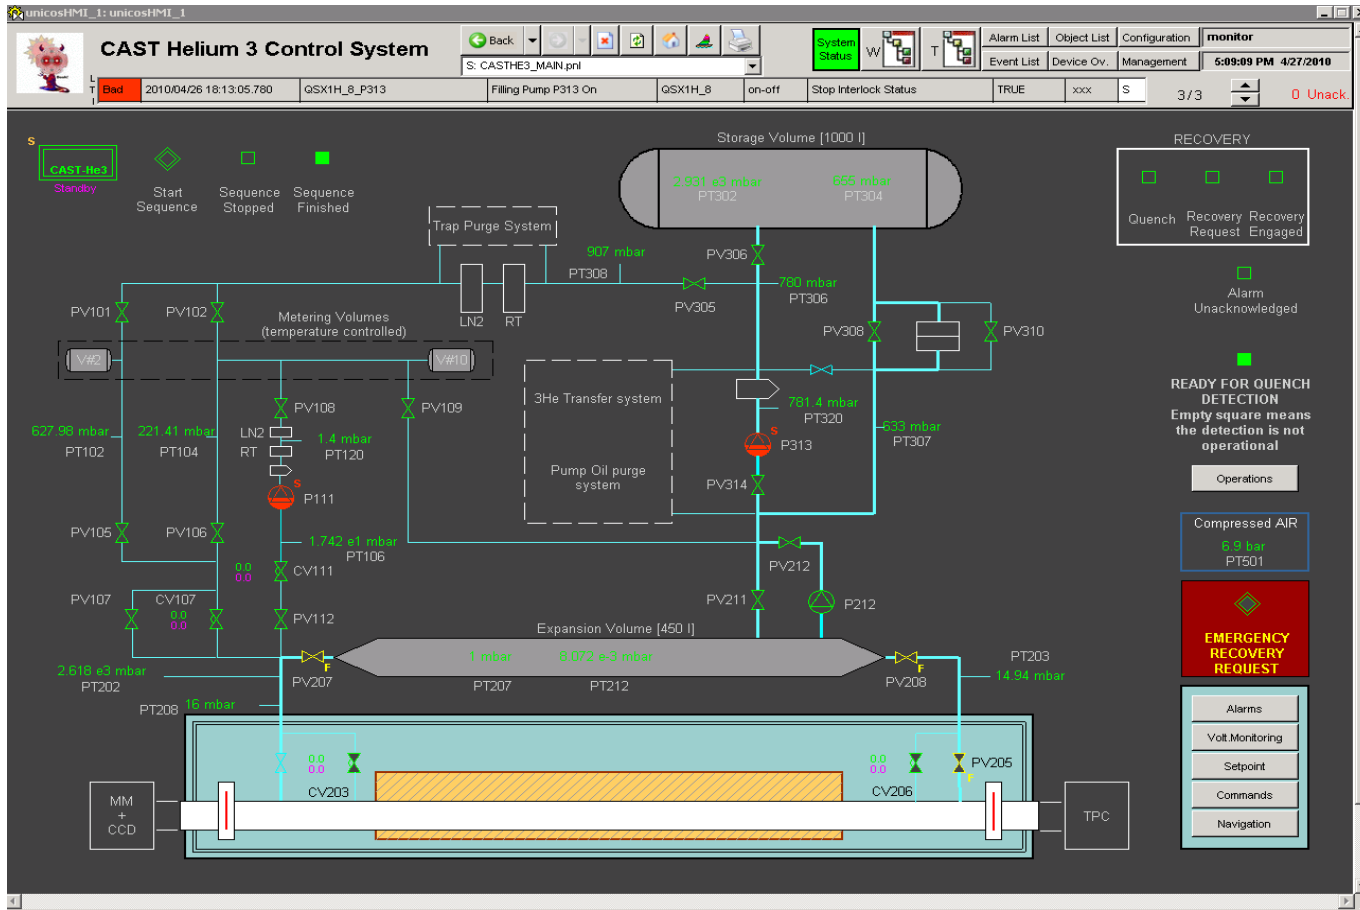 unicosHMI_1: unicosHMI_1
CAST Helium 3 Control System
Back
S: CASTHE3_MAIN.pnl
System Status
W
T
Alarm List
Object List
Configuration
monitor
Event List
Device Ov.
Management
5:09:09 PM 4/27/2010
L
T
I
Bad
2010/04/26 18:13:05.780
QSX1H_8_P313
Filling Pump P313 On
QSX1H_8
on-off
Stop Interlock Status
TRUE
xxx
S
3/3
0 Unack.
S
CAST-He3
Standby
Start
Sequence
Sequence
Stopped
Sequence
Finished
Storage Volume [1000 l]
2.931 e3 mbar
PT302
655 mbar
PT304
RECOVERY
Quench
Recovery
Request
Recovery
Engaged
Trap Purge System
907 mbar
PT308
PV306
780 mbar
PT306
PV305
LN2
RT
Alarm
Unacknowledged
PV101
PV102
Metering Volumes
(temperature controlled)
V#2
V#10
PV308
PV310
READY FOR QUENCH
DETECTION
Empty square means
the detection is not
operational
3He Transfer system
Pump Oil purge
system
781.4 mbar
PT320
S
P313
633 mbar
PT307
PV108
PV109
627.98 mbar
PT102
221.41 mbar
PT104
LN2
RT
1.4 mbar
PT120
S
P111
PV314
Operations
Compressed AIR
6.9 bar
PT501
PV105
PV106
1.742 e1 mbar
PT106
0.0
0.0
CV111
PV212
PV107
CV107
0.0
0.0
PV112
PV211
P212
EMERGENCY
RECOVERY
REQUEST
Expansion Volume [450 l]
1 mbar
PT207
PT212
2.618 e3 mbar
PT202
F
PV207
F
PV208
PT203
14.94 mbar
PT208
16 mbar
0.0
0.0
CV203
0.0
0.0
CV206
PV205
F
MM
+
CCD
TPC
Alarms
Volt.Monitoring
Setpoint
Commands
Navigation